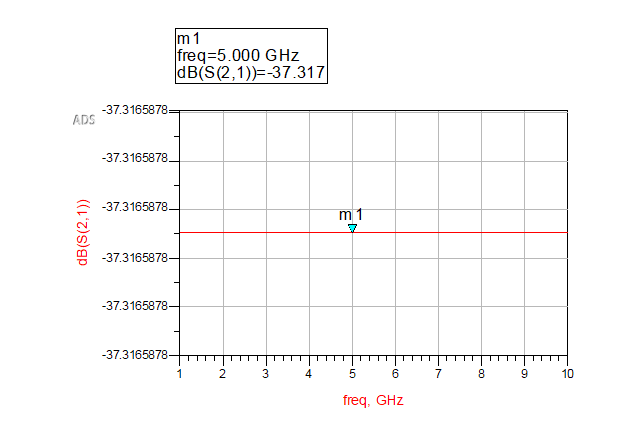 m1
freq=5.000 GHz
dB(S(2,1))=-37.317
ADS
-37.3165878
-37.3165878
-37.3165878
-37.3165878
-37.3165878
-37.3165878
dB(S(2,1))
m1
1 2 3 4 5 6 7 8 9 10
freq, GHz